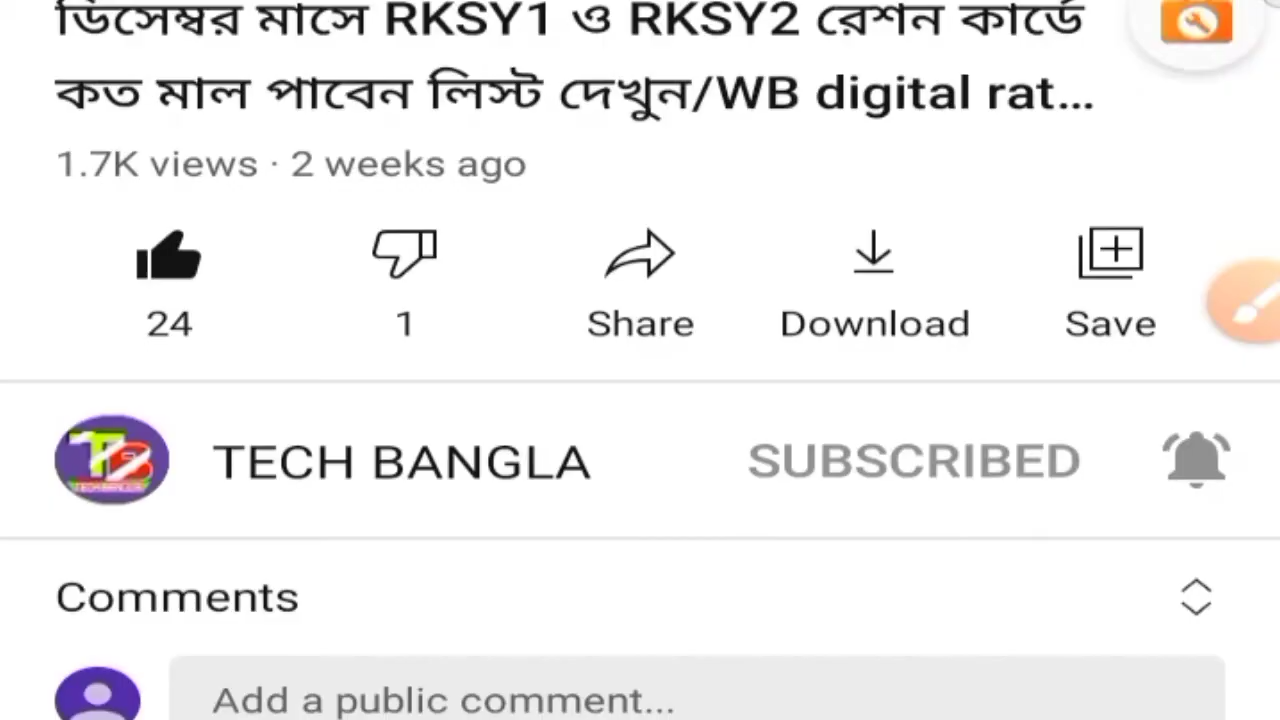 ডিসেম্বর মাসে RKSY1 ও RKSY2 রেশন কার্ডে
কত মাল পাবেন লিস্ট দেখুন/WB digital rat...
1.7K views · 2 weeks ago
24
1
Share
Download
Save
TECH BANGLA
SUBSCRIBED
Comments
Add a public comment...